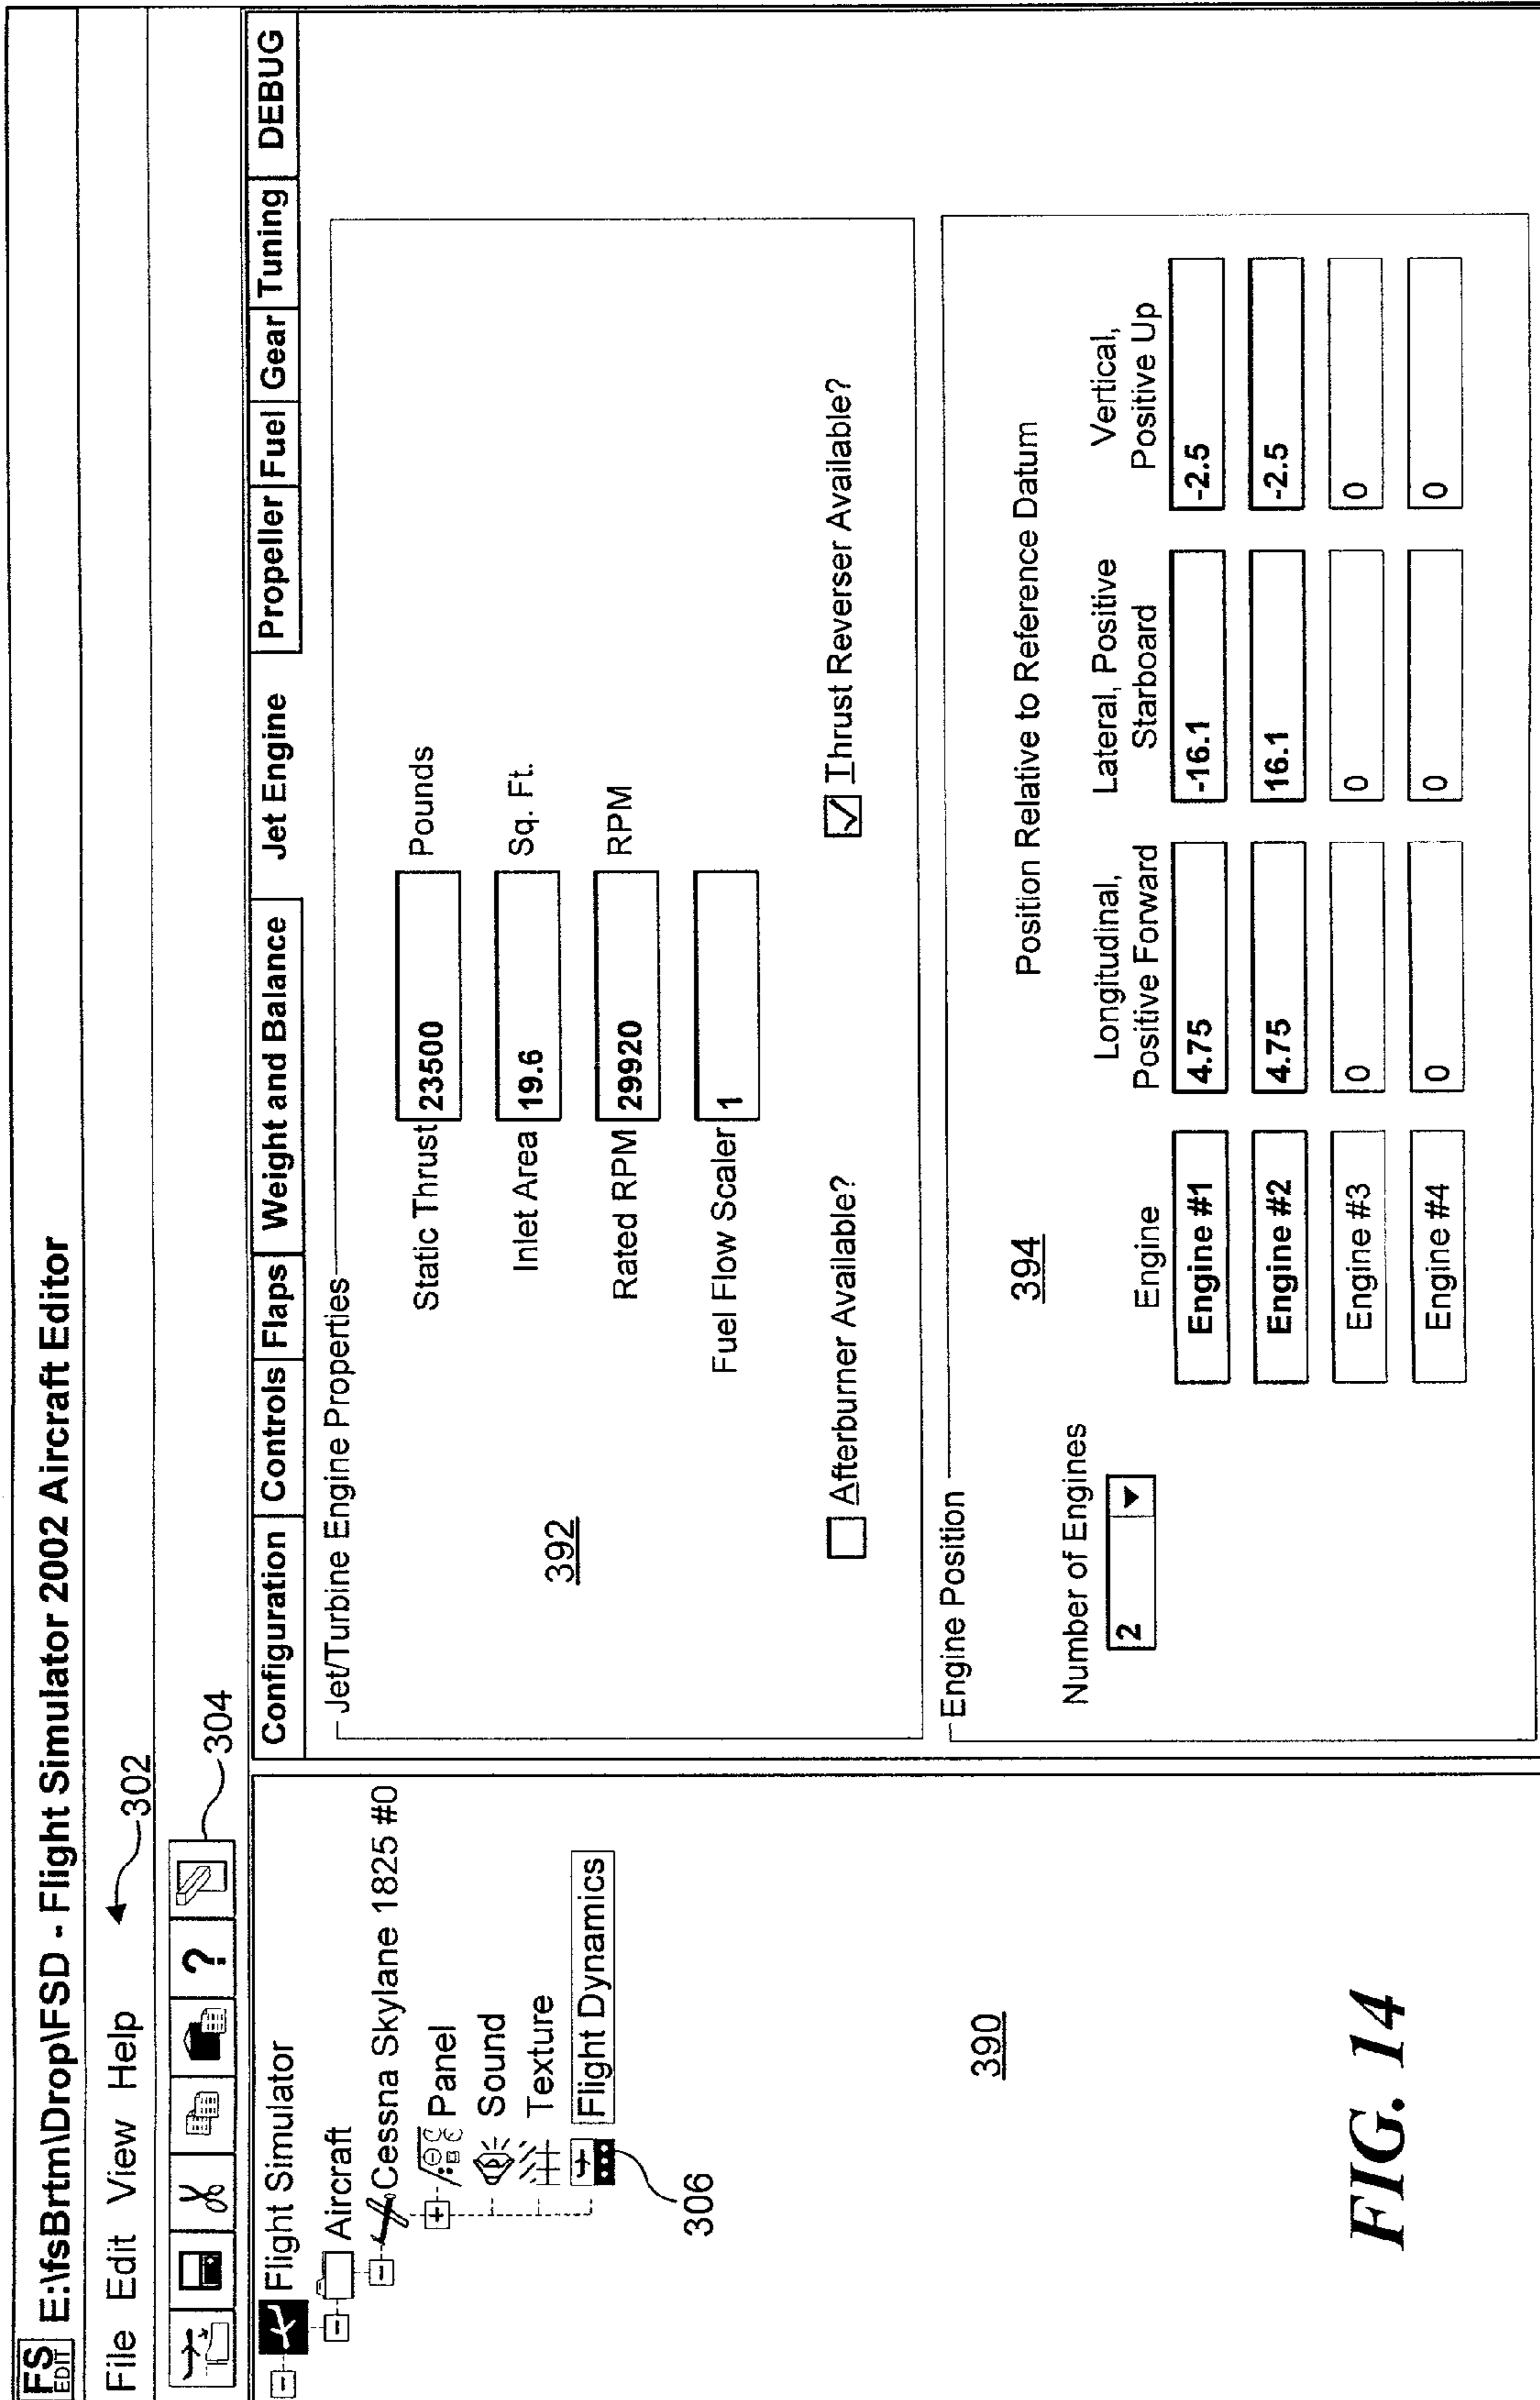 FS EDIT E:\fsBrtm\Drop\FSD - Flight Simulator 2002 Aircraft Editor
File Edit View Help
302
304
Flight Simulator
Aircraft
Cessna Skylane 1825 #0
Panel
Sound
Texture
Flight Dynamics
306
390
Configuration Controls Flaps Weight and Balance Jet Engine Propeller Fuel Gear Tuning DEBUG
Jet/Turbine Engine Properties
392
Static Thrust 23500 Pounds
Inlet Area 19.6 Sq. Ft.
Rated RPM 29920 RPM
Fuel Flow Scaler 1
Afterburner Available? Thrust Reverser Available?
Engine Position
394
Position Relative to Reference Datum
Number of Engines
2
Engine Longitudinal, Positive Forward Lateral, Positive Starboard Vertical, Positive Up
Engine #1 4.75 -16.1 -2.5
Engine #2 4.75 16.1 -2.5
Engine #3 0 0 0
Engine #4 0 0 0
FIG. 14